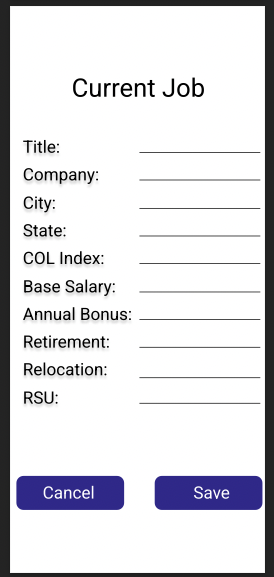 Current Job
Title:
Company:
City:
State:
COL Index:
Base Salary:
Annual Bonus:
Retirement:
Relocation:
RSU:
Cancel Save